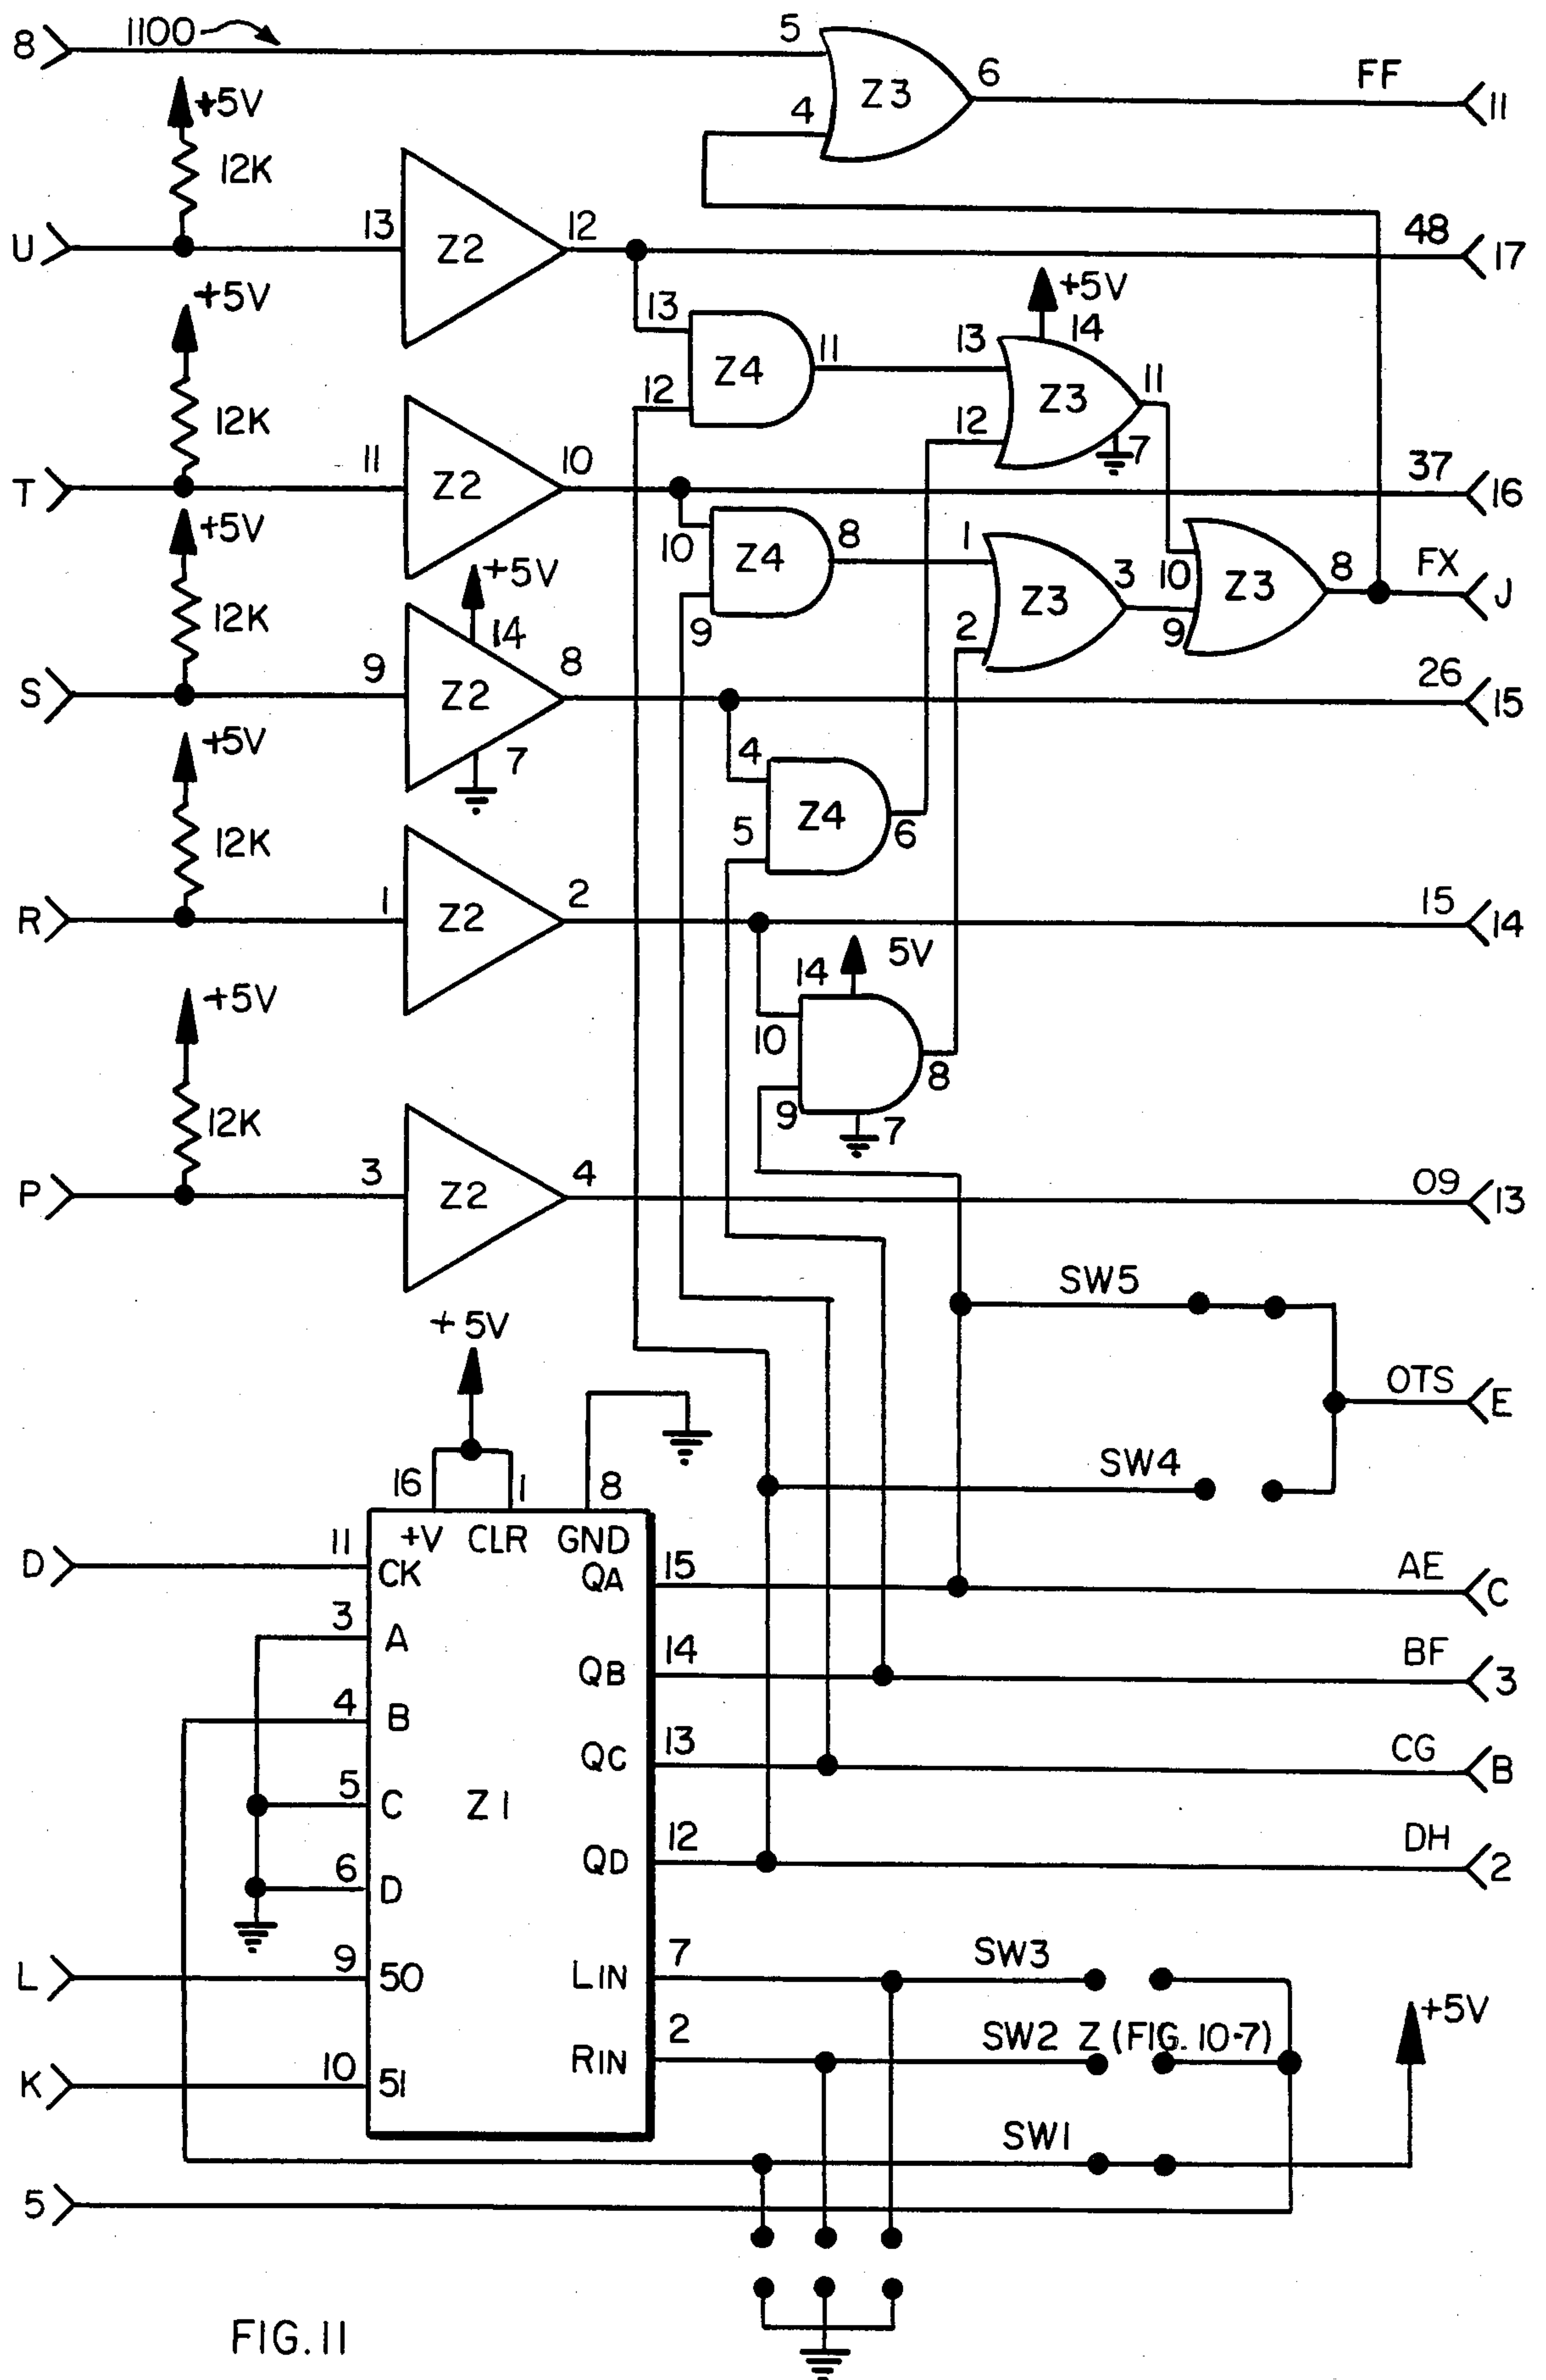 8 1100 5 6 FF 11
Z3
4
+5V
12K
U 13 Z2 12 48 17
+5V
13
+5V
14
12 Z4 11 13 Z3 11
12K
12
7
T 11 Z2 10 37 16
+5V
10 Z4 8 1 Z3 3 10 Z3 8 FX J
9
2
9
+5V
12K
14
S 9 Z2 8 26 15
7
+5V
4
5 Z4 6
12K
R 1 Z2 2 15 14
5V
14
10
8
9
7
+5V
12K
P 3 Z2 4 09 13
SW5
+5V
OTS E
SW4
16 1 8
+V CLR GND
D 11 CK QA 15 AE C
3 A
QB 14 BF 3
4 B
QC 13 CG B
5 C Z1
QD 12 DH 2
6 D
L 9 50 LIN 7 SW3
+5V
RIN 2 SW2 Z (FIG. 10-7)
K 10 51
SW1
5
FIG. 11